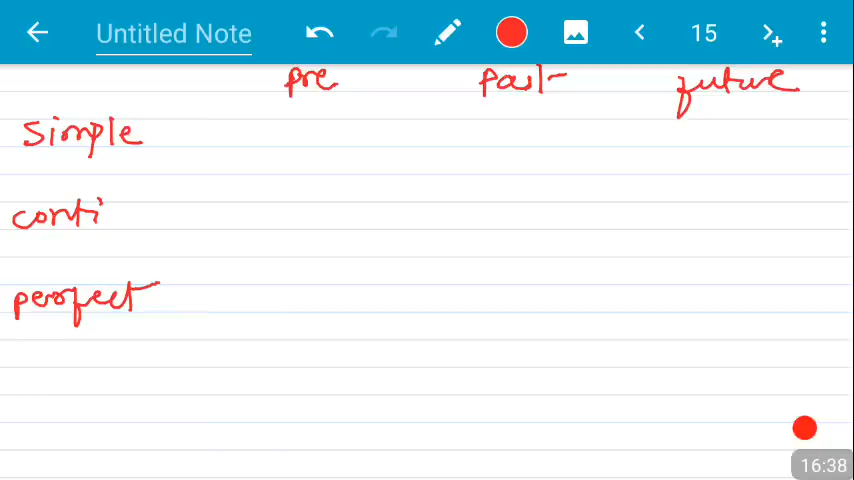 Untitled Note 15
pre past future
simple
conti
perfect
16:38